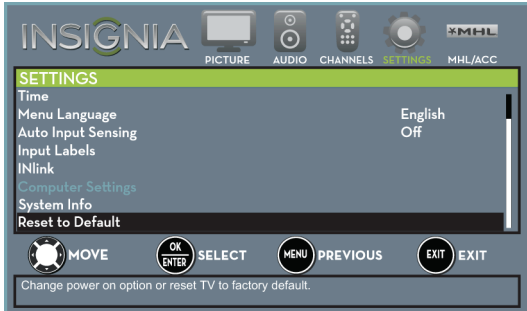 INSIGNIA
PICTURE AUDIO CHANNELS SETTINGS MHL/ACC
MHL
SETTINGS
Time
Menu Language English
Auto Input Sensing Off
Input Labels
INlink
Computer Settings
System Info
Reset to Default
MOVE OK ENTER SELECT MENU PREVIOUS EXIT EXIT
Change power on option or reset TV to factory default.